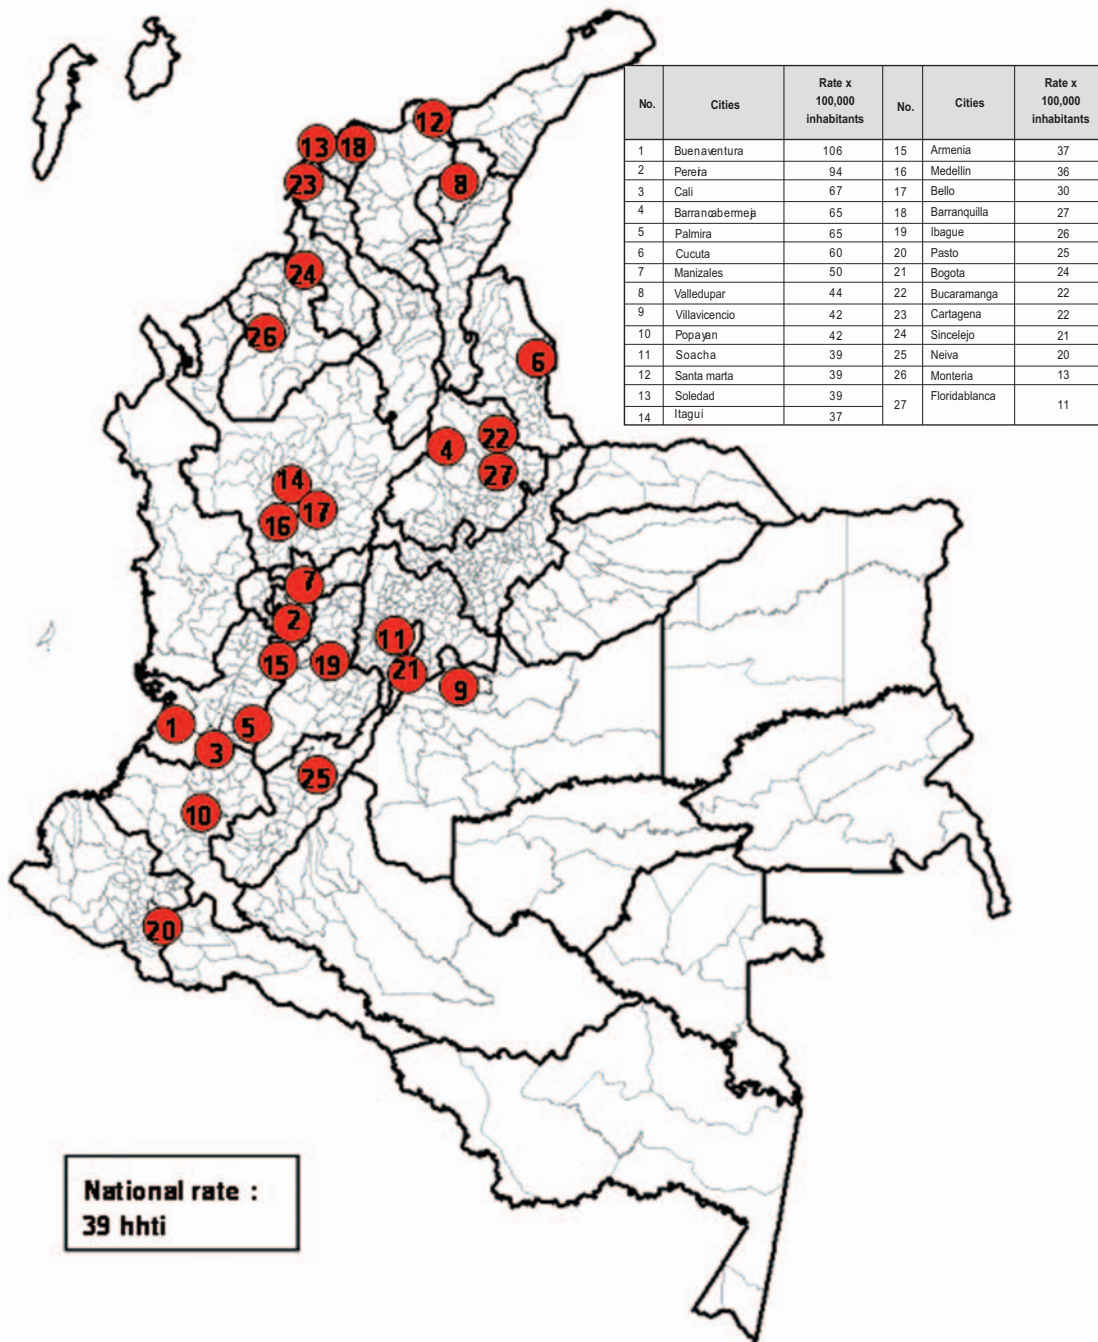 No. Cities Rate x 100,000 inhabitants No. Cities Rate x 100,000 inhabitants
1 Buenaventura 106 15 Armenia 37
2 Pereira 94 16 Medellin 36
3 Cali 67 17 Bello 30
4 Barrancabermeja 65 18 Barranquilla 27
5 Palmira 65 19 Ibague 26
6 Cucuta 60 20 Pasto 25
7 Manizales 50 21 Bogota 24
8 Valledupar 44 22 Bucaramanga 22
9 Villavicencio 42 23 Cartagena 22
10 Popayan 42 24 Sincelejo 21
11 Soacha 39 25 Neiva 20
12 Santa marta 39 26 Monteria 13
13 Soledad 39 27 Floridablanca 11
14 Itagui 37
12
13 18
23 8
24
26
6
22
4
27
14
17
16
7
2
11
15 19
21
9
1 5
3
25
10
20
National rate :
39 hhti